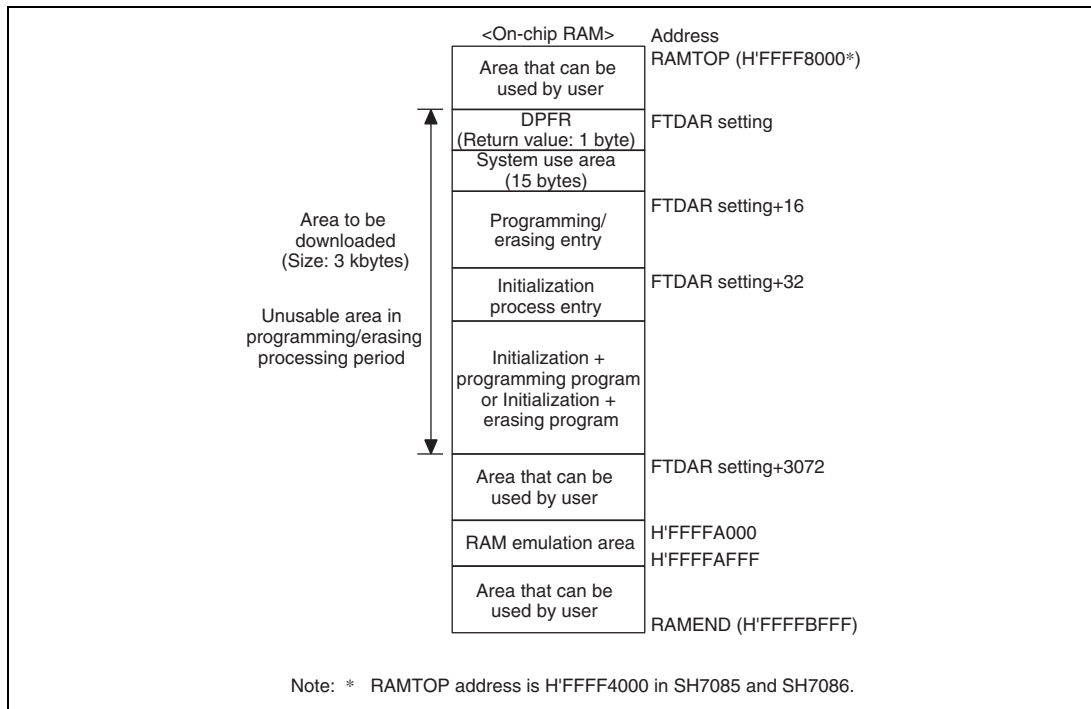 <On-chip RAM>
Address
RAMTOP (H'FFFF8000*)
Area that can be
used by user
DPFR
(Return value: 1 byte)
FTDAR setting
System use area
(15 bytes)
FTDAR setting+16
Programming/
erasing entry
Area to be
downloaded
(Size: 3 kbytes)
FTDAR setting+32
Initialization
process entry
Unusable area in
programming/erasing
processing period
Initialization +
programming program
or Initialization +
erasing program
FTDAR setting+3072
Area that can be
used by user
H'FFFFA000
RAM emulation area
H'FFFFAFFF
Area that can be
used by user
RAMEND (H'FFFFBFFF)
Note: * RAMTOP address is H'FFFF4000 in SH7085 and SH7086.